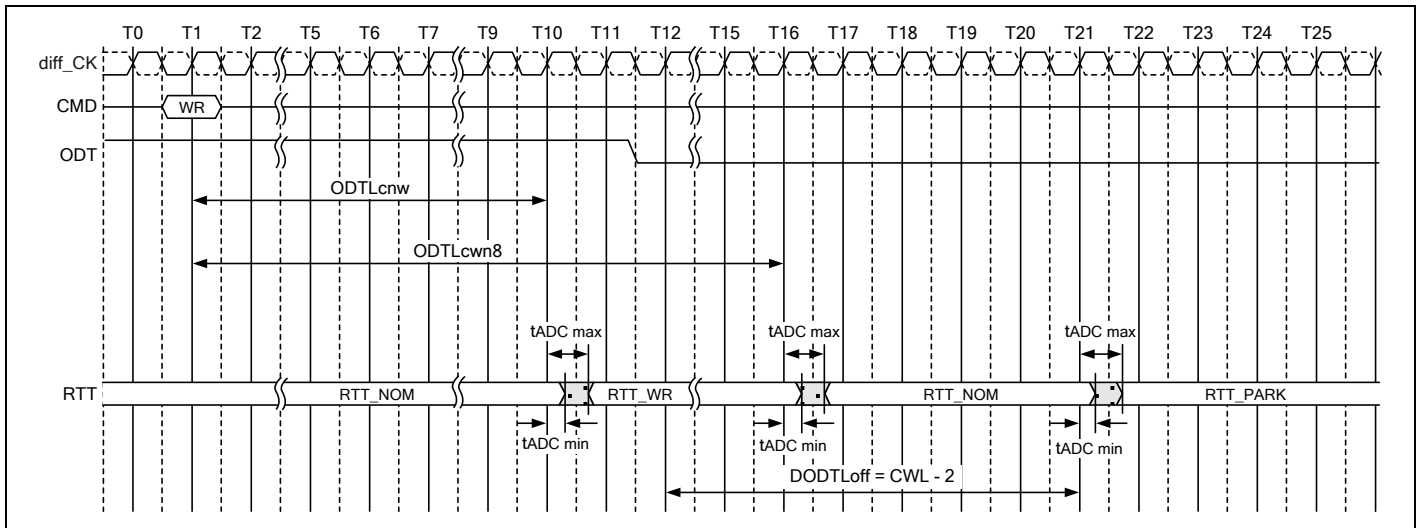 T0 T1 T2 T5 T6 T7 T9 T10 T11 T12 T15 T16 T17 T18 T19 T20 T21 T22 T23 T24 T25
diff_CK
CMD WR
ODT
ODTLcnw
ODTLcwn8
tADC max tADC max tADC max
RTT RTT_NOM RTT_WR RTT_NOM RTT_PARK
tADC min tADC min tADC min
DODTLoff = CWL - 2